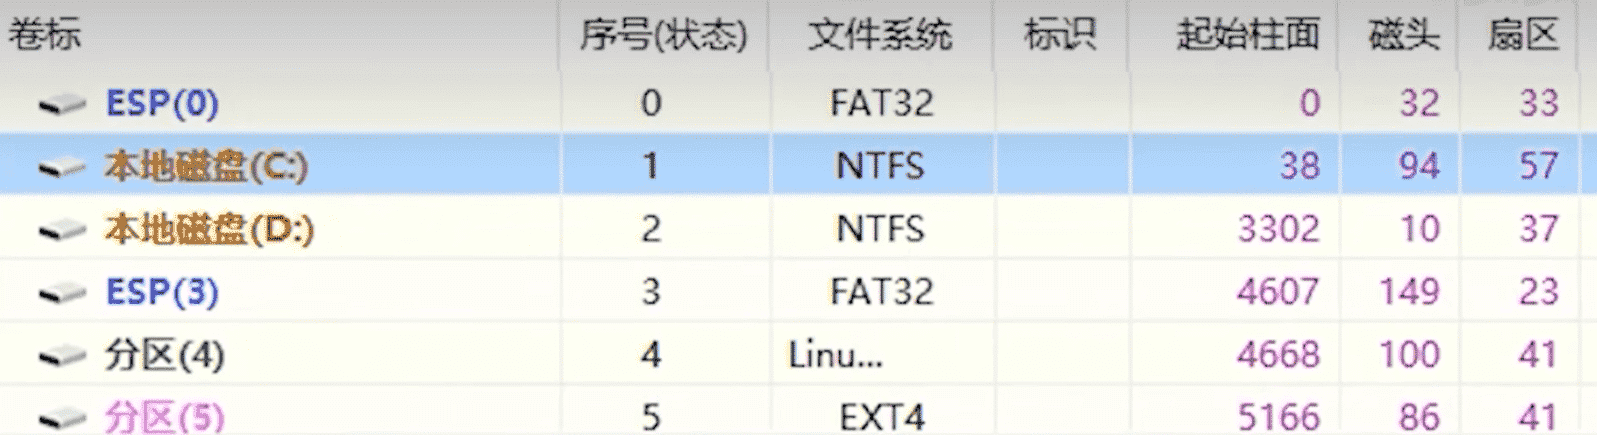 卷标 序号(状态) 文件系统 标识 起始柱面 磁头 扇区
ESP(0) 0 FAT32 0 32 33
本地磁盘(C:) 1 NTFS 38 94 57
本地磁盘(D:) 2 NTFS 3302 10 37
ESP(3) 3 FAT32 4607 149 23
分区(4) 4 Linu... 4668 100 41
分区(5) 5 EXT4 5166 86 41